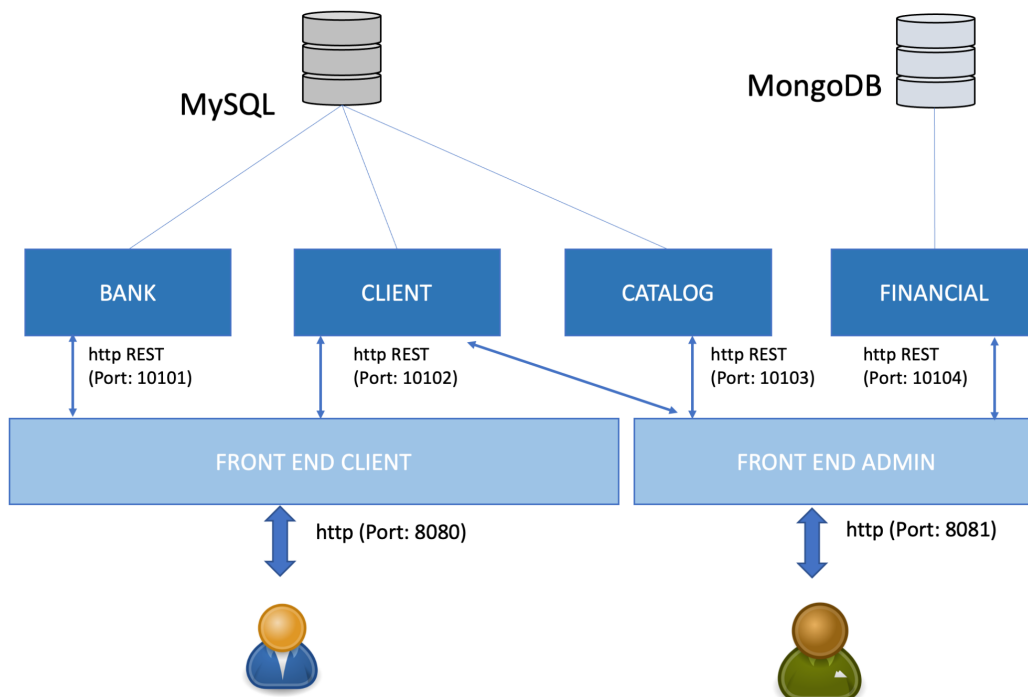 MySQL
MongoDB
BANK
CLIENT
CATALOG
FINANCIAL
http REST
(Port: 10101)
http REST
(Port: 10102)
http REST
(Port: 10103)
http REST
(Port: 10104)
FRONT END CLIENT
FRONT END ADMIN
http (Port: 8080)
http (Port: 8081)